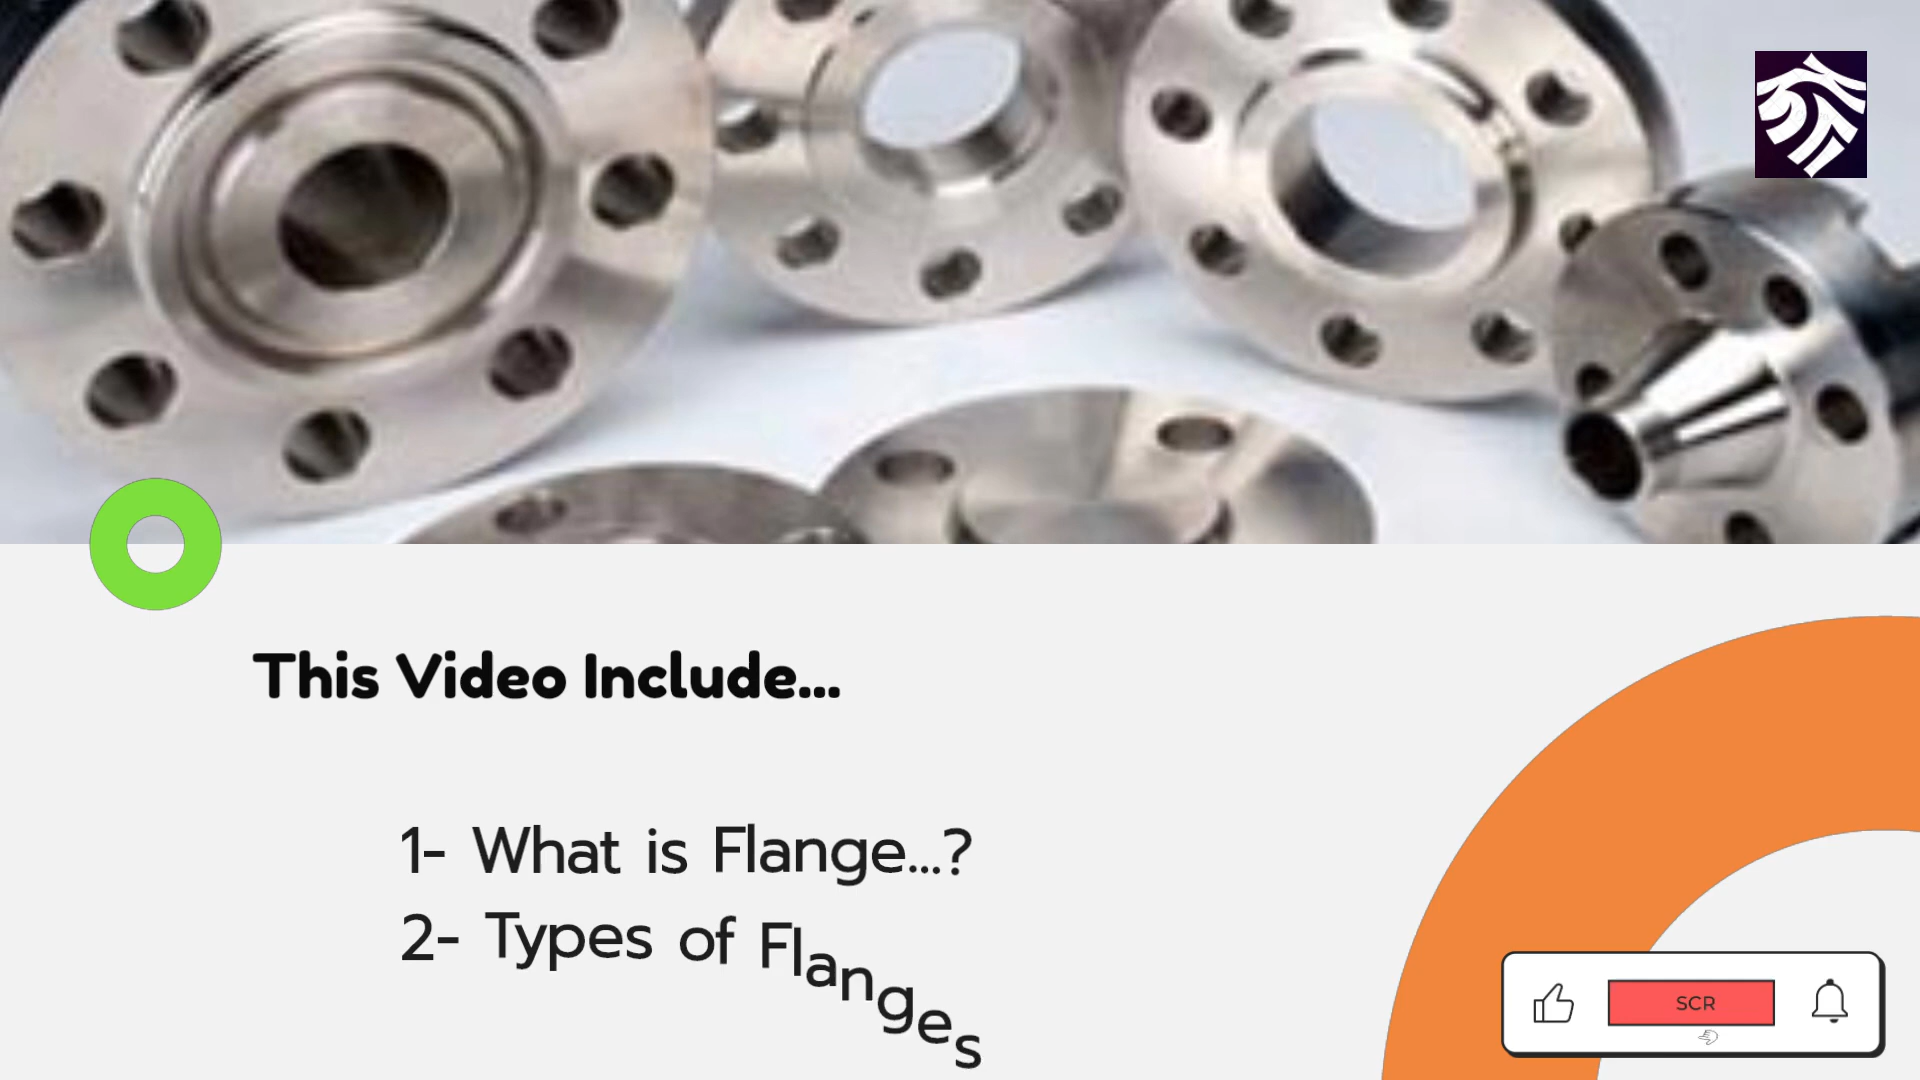 This Video Include...
1- What is Flange...?
2- Types of Flanges
SCR